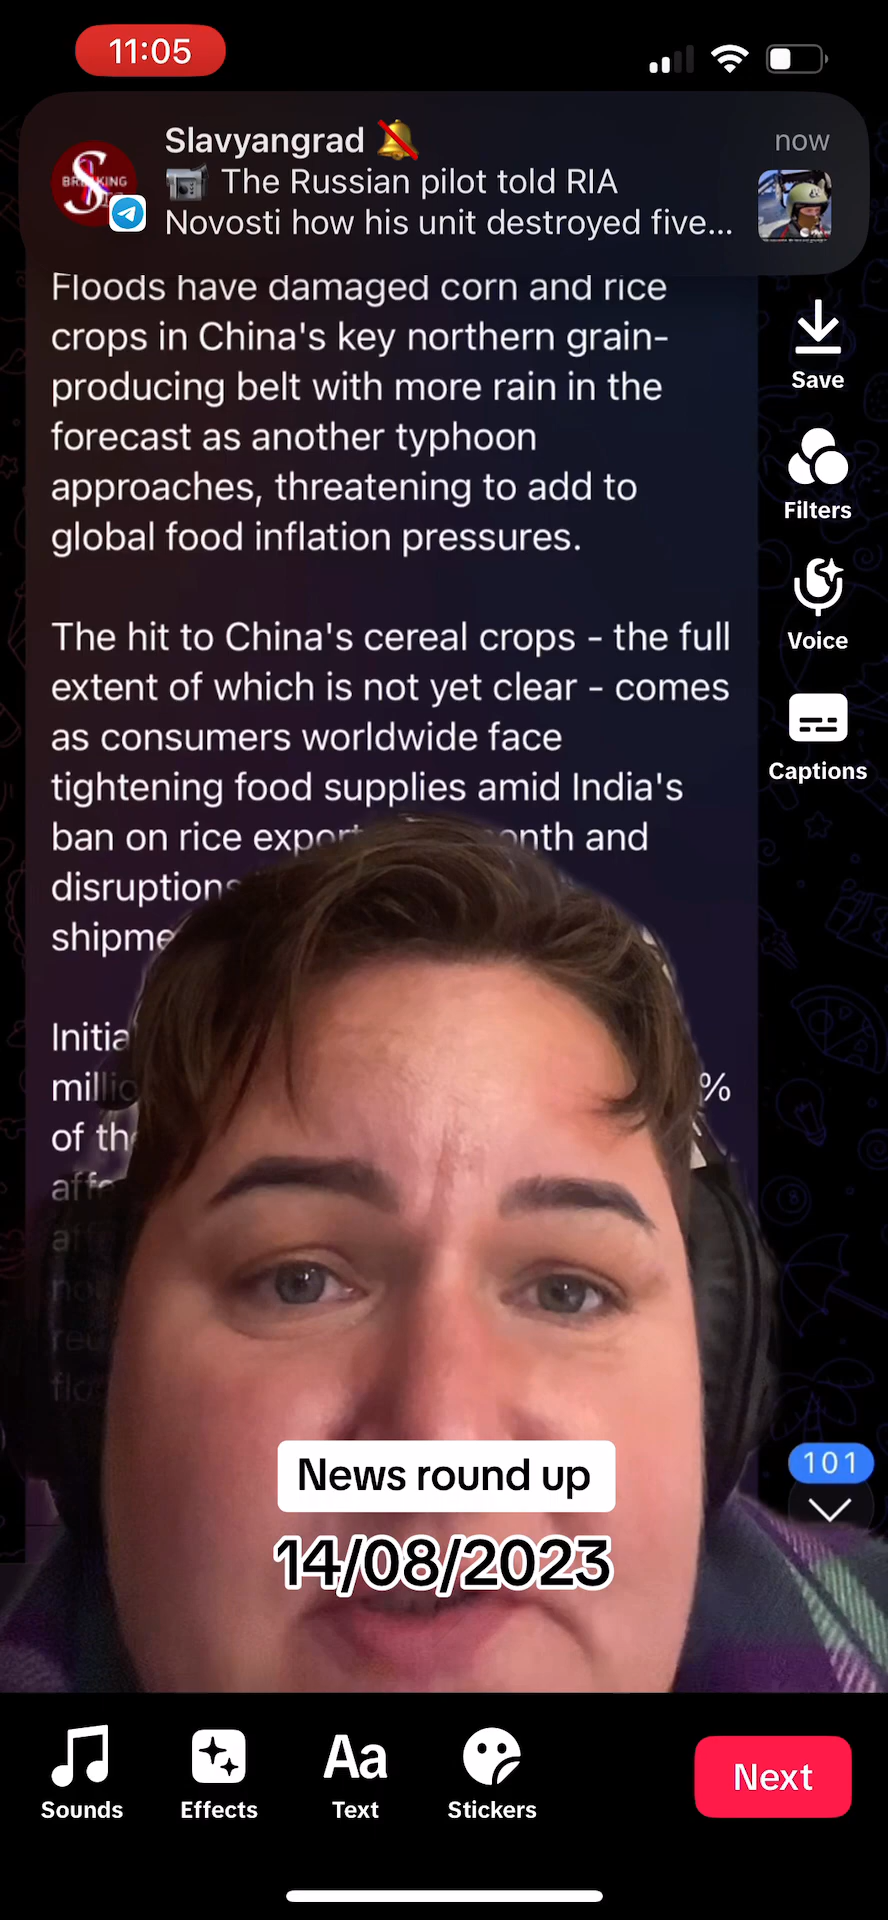 11:05
Slavyangrad
now
The Russian pilot told RIA
Novosti how his unit destroyed five...
Floods have damaged corn and rice
crops in China's key northern grain-
producing belt with more rain in the
forecast as another typhoon
approaches, threatening to add to
global food inflation pressures.
The hit to China's cereal crops - the full
extent of which is not yet clear - comes
as consumers worldwide face
tightening food supplies amid India's
ban on rice and
disruptions
%
of
Save
Filters
Voice
Captions
101
News round up
14/08/2023
Sounds
Effects
Aa
Text
Stickers
Next